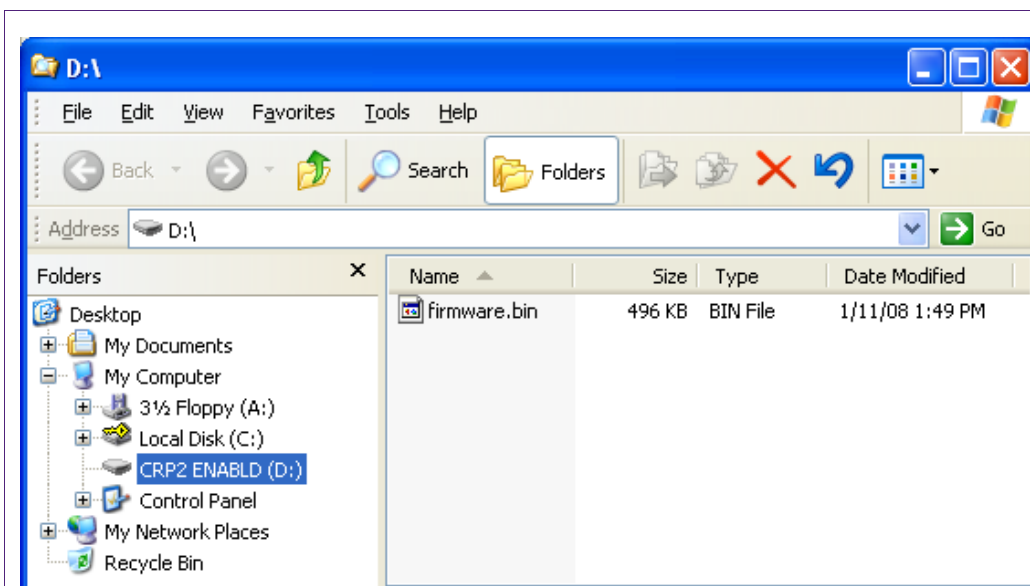 D:\
File Edit View Favorites Tools Help
Back Search Folders
Address D:\ Go
Folders X Name Size Type Date Modified
Desktop firmware.bin 496 KB BIN File 1/11/08 1:49 PM
My Documents
My Computer
3½ Floppy (A:)
Local Disk (C:)
CRP2 ENABLD (D:)
Control Panel
My Network Places
Recycle Bin